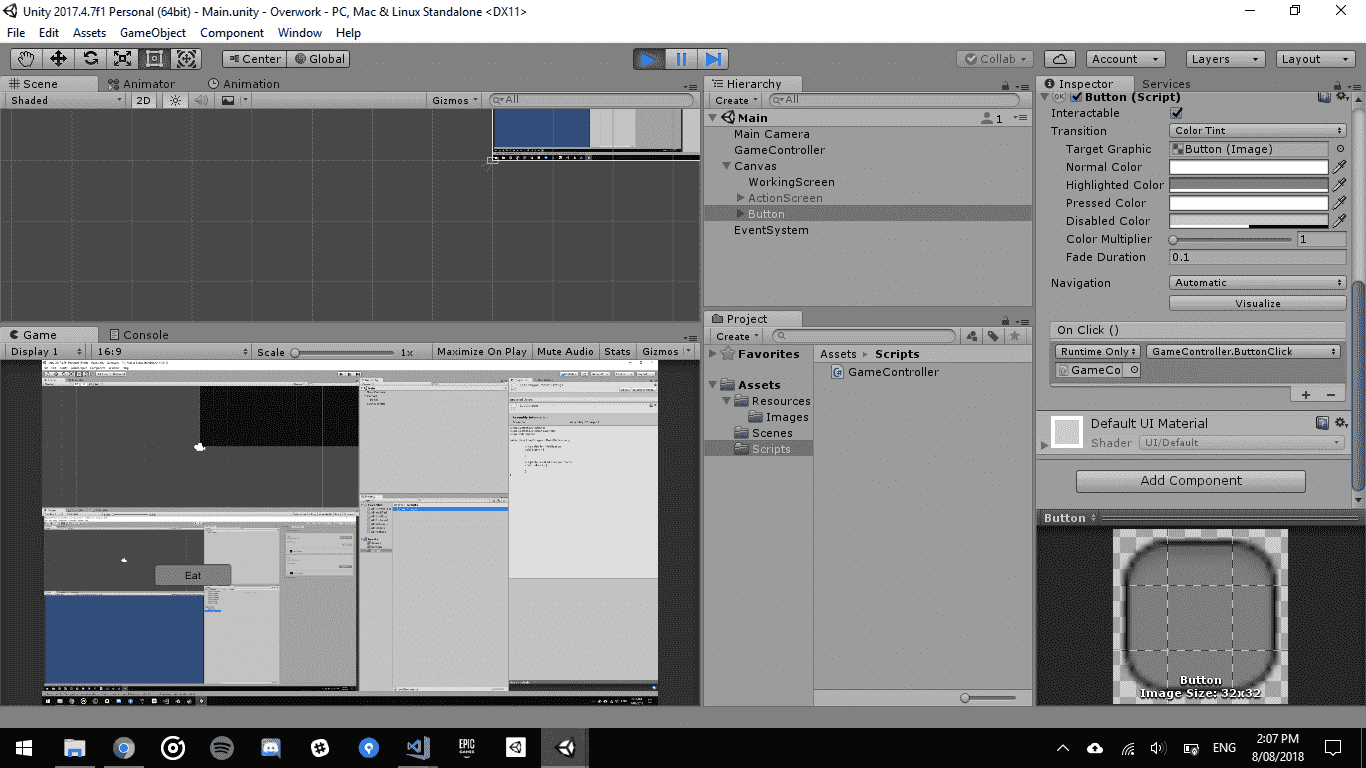 Unity 2017.4.7f1 Personal (64bit) - Main.unity - Overwork - PC, Mac & Linux Standalone <DX11>
File Edit Assets GameObject Component Window Help
Center Global Collab Account Layers Layout
Scene Animator Animation
Shaded 2D Gizmos All
Hierarchy
Create All
Main 1
Main Camera
GameController
Canvas
WorkingScreen
ActionScreen
Button
EventSystem
Game Console
Display 1 16:9 Scale 1x Maximize On Play Mute Audio Stats Gizmos
Eat
Project
Create
Favorites
Assets
Resources
Images
Scenes
Scripts
Assets Scripts
GameController
Inspector Services
Button (Script)
Interactable
Transition Color Tint
Target Graphic Button (Image)
Normal Color
Highlighted Color
Pressed Color
Disabled Color
Color Multiplier 1
Fade Duration 0.1
Navigation Automatic
Visualize
On Click ()
Runtime Only GameController.ButtonClick
GameCo
+ −
Default UI Material
Shader UI/Default
Add Component
Button
Button
Image Size: 32x32
EPIC GAMES
ENG
2:07 PM
8/08/2018